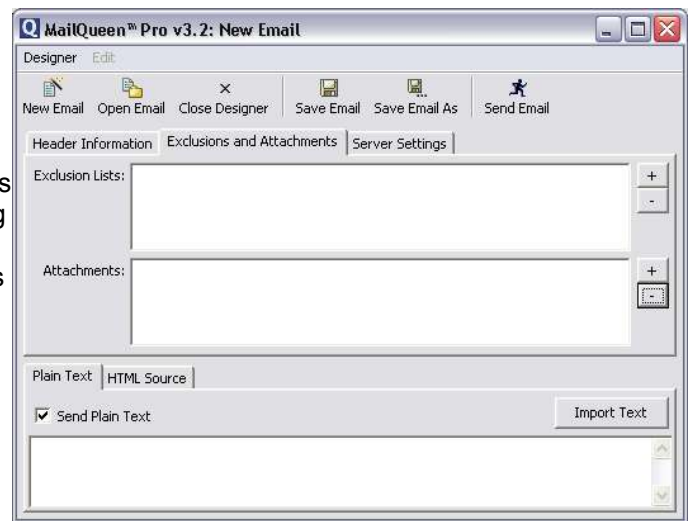 MailQueen™ Pro v3.2: New Email
Designer Edit
New Email Open Email Close Designer Save Email Save Email As Send Email
Header Information Exclusions and Attachments Server Settings
Exclusion Lists:
+
-
Attachments:
+
-
Plain Text HTML Source
Send Plain Text Import Text